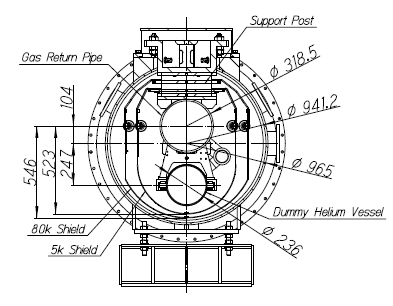 Support Post
Gas Return Pipe
ø 318.5
ø 941.2
ø 965
104
546
523
247
Dummy Helium Vessel
80k Shield
5k Shield
ø 236